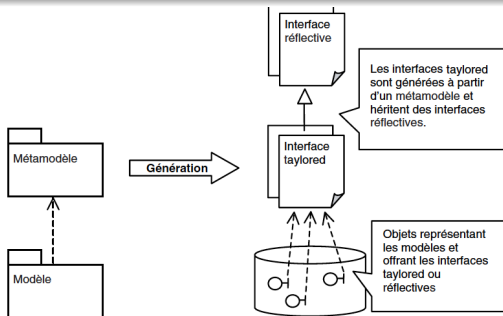 Interface
réflective
Les interfaces taylored
sont générées à partir
d'un métamodèle et
héritent des interfaces
réflectives.
Métamodèle
Génération
Interface
taylored
Modèle
Objets représentant
les modèles et
offrant les interfaces
taylored ou
réflectives